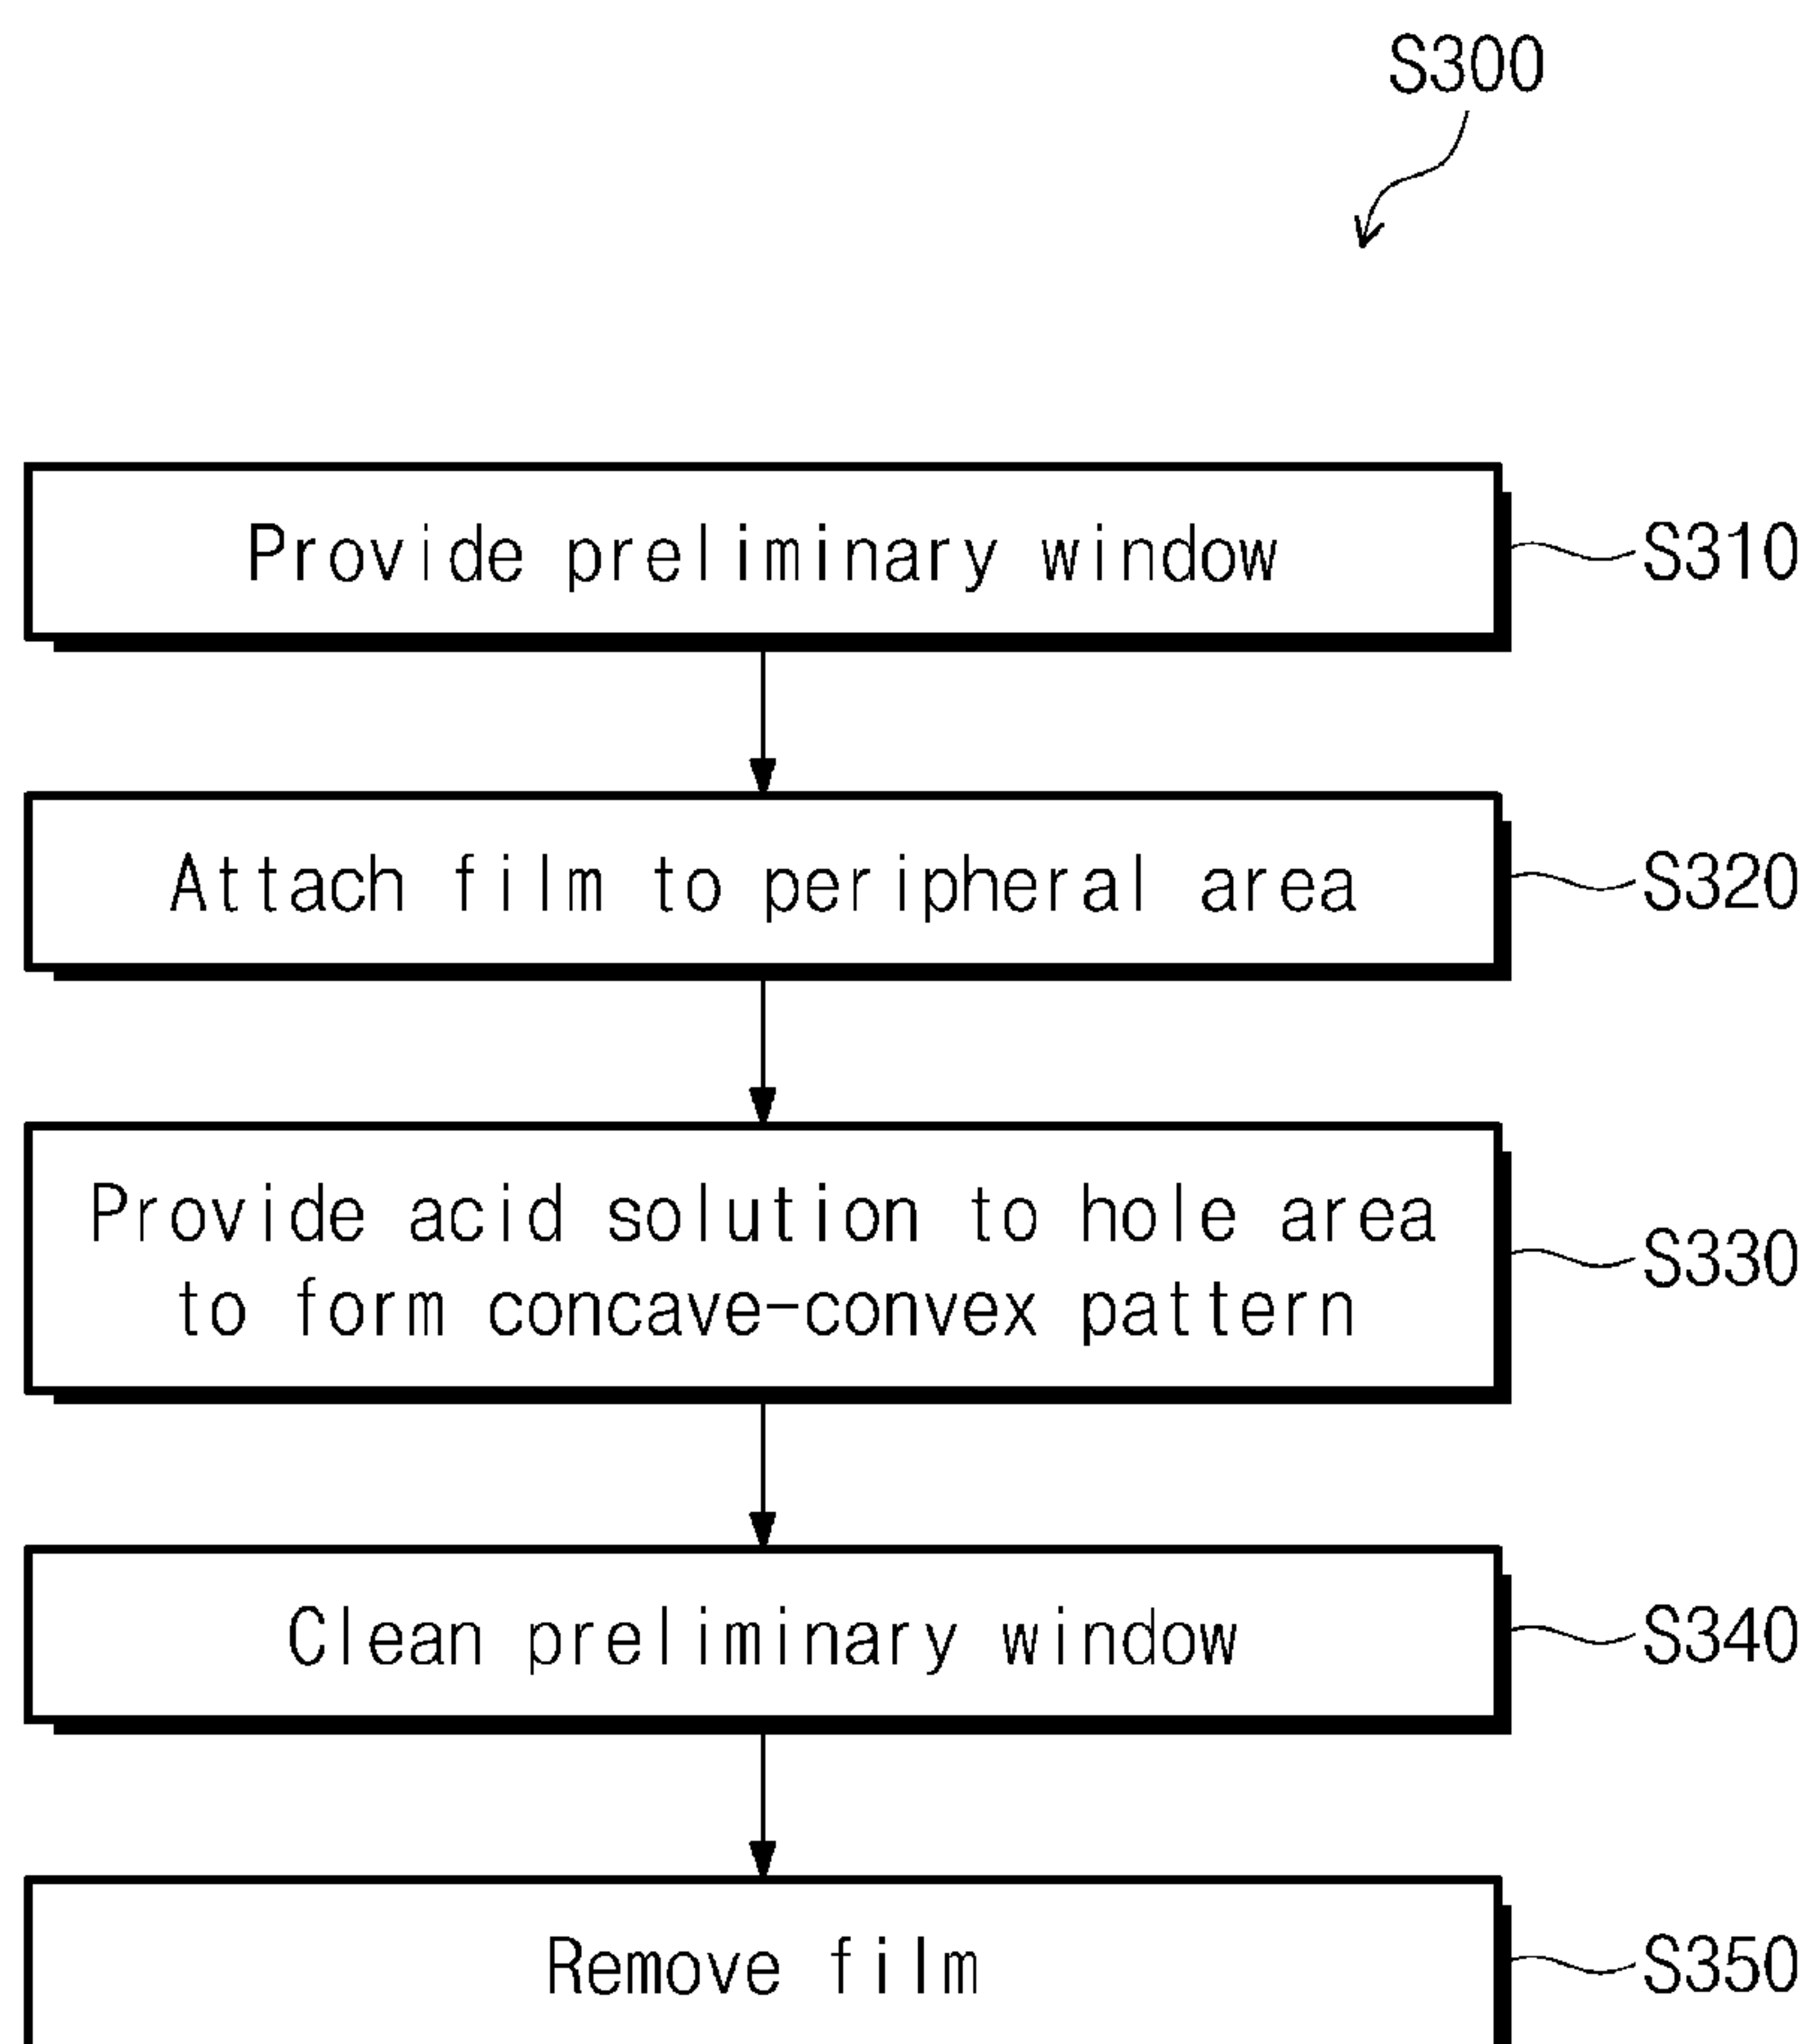 S300
Provide preliminary window
S310
Attach film to peripheral area
S320
Provide acid solution to hole area
to form concave-convex pattern
S330
Clean preliminary window
S340
Remove film
S350